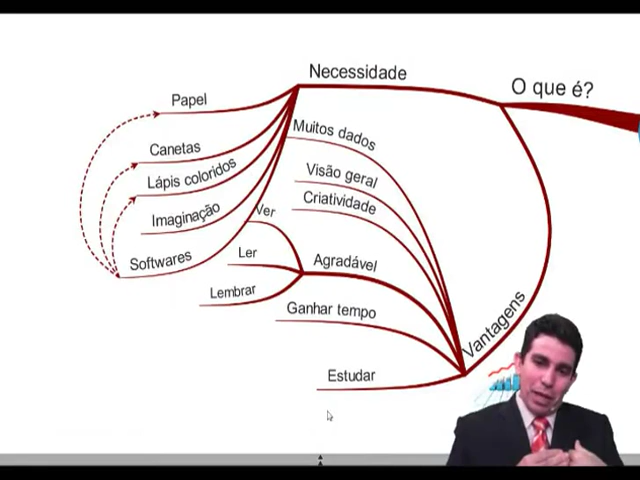 O que é?
Necessidade
Papel
Canetas
Lápis coloridos
Imaginação
Softwares
Vantagens
Muitos dados
Visão geral
Criatividade
Agradável
Ver
Ler
Lembrar
Ganhar tempo
Estudar